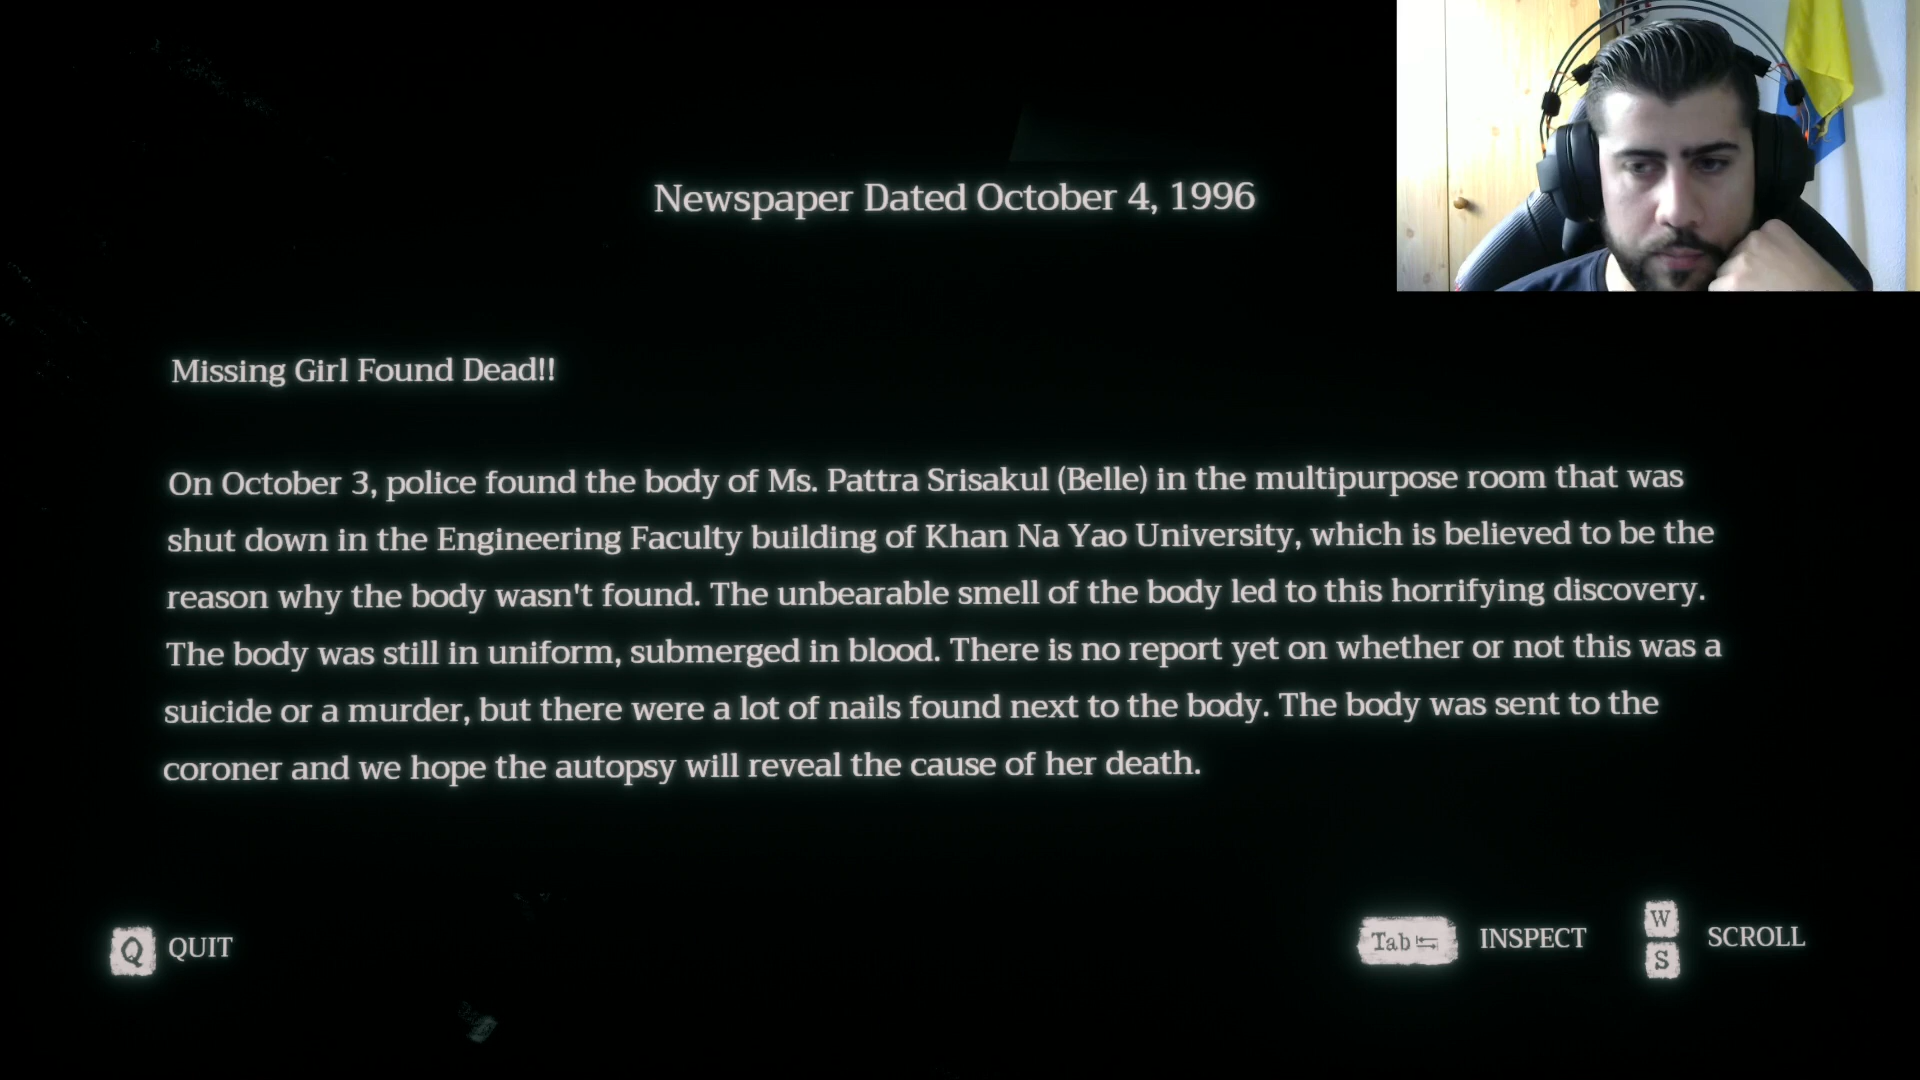 Newspaper Dated October 4, 1996
Missing Girl Found Dead!!
On October 3, police found the body of Ms. Pattra Srisakul (Belle) in the multipurpose room that was
shut down in the Engineering Faculty building of Khan Na Yao University, which is believed to be the
reason why the body wasn't found. The unbearable smell of the body led to this horrifying discovery.
The body was still in uniform, submerged in blood. There is no report yet on whether or not this was a
suicide or a murder, but there were a lot of nails found next to the body. The body was sent to the
coroner and we hope the autopsy will reveal the cause of her death.
Q QUIT
Tab INSPECT
W
S
SCROLL